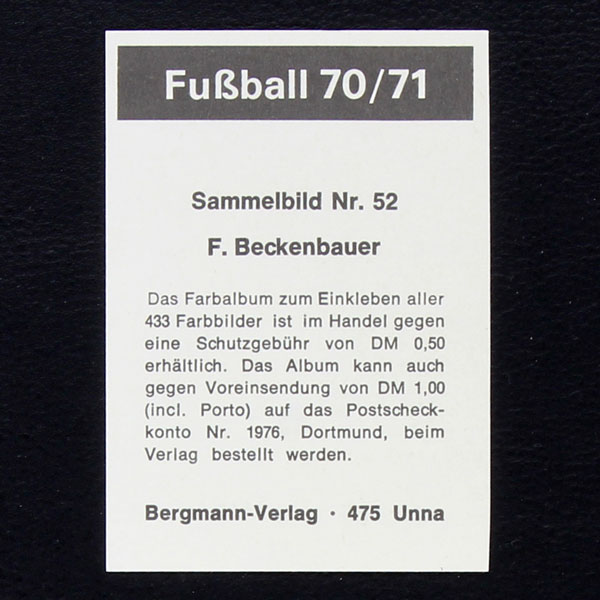 Fußball 70/71
Sammelbild Nr. 52
F. Beckenbauer
Das Farbalbum zum Einkleben aller
433 Farbbilder ist im Handel gegen
eine Schutzgebühr von DM 0,50
erhältlich. Das Album kann auch
gegen Voreinsendung von DM 1,00
(incl. Porto) auf das Postscheck-
konto Nr. 1976, Dortmund, beim
Verlag bestellt werden.
Bergmann-Verlag · 475 Unna